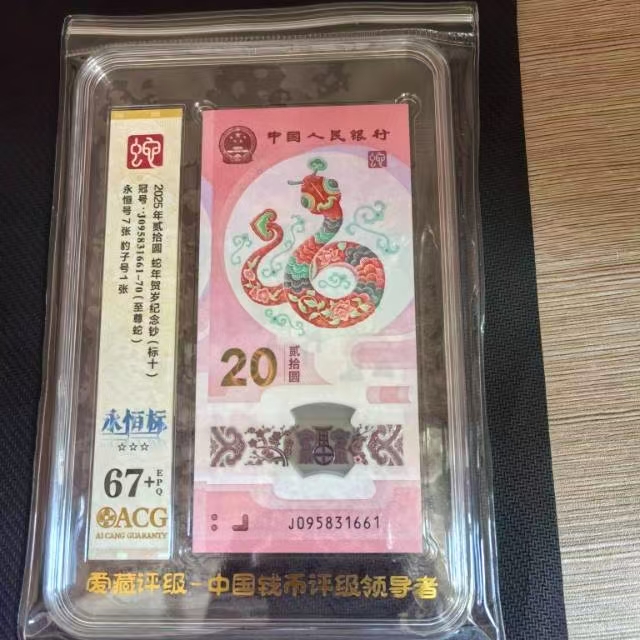 中国人民银行
蛇
20
贰拾圆
J095831661
蛇
2025年贰拾圆 蛇年贺岁纪念钞（标十）
冠号:J095831661-70（至尊蛇）
永恒号7张 豹子号1张
永恒标
☆☆☆
67+EPQ
ACG
AI CANG GUARANTY
爱藏评级-中国钱币评级领导者